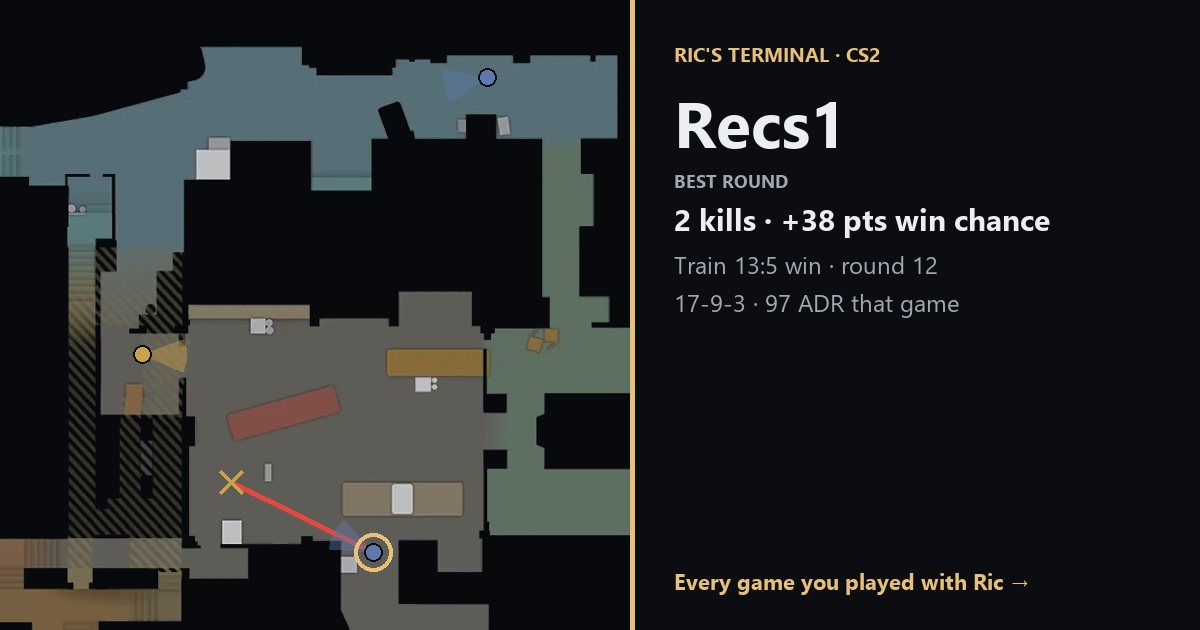 RIC'S TERMINAL · CS2
Recs1
BEST ROUND
2 kills · +38 pts win chance
Train 13:5 win · round 12
17-9-3 · 97 ADR that game
Every game you played with Ric →